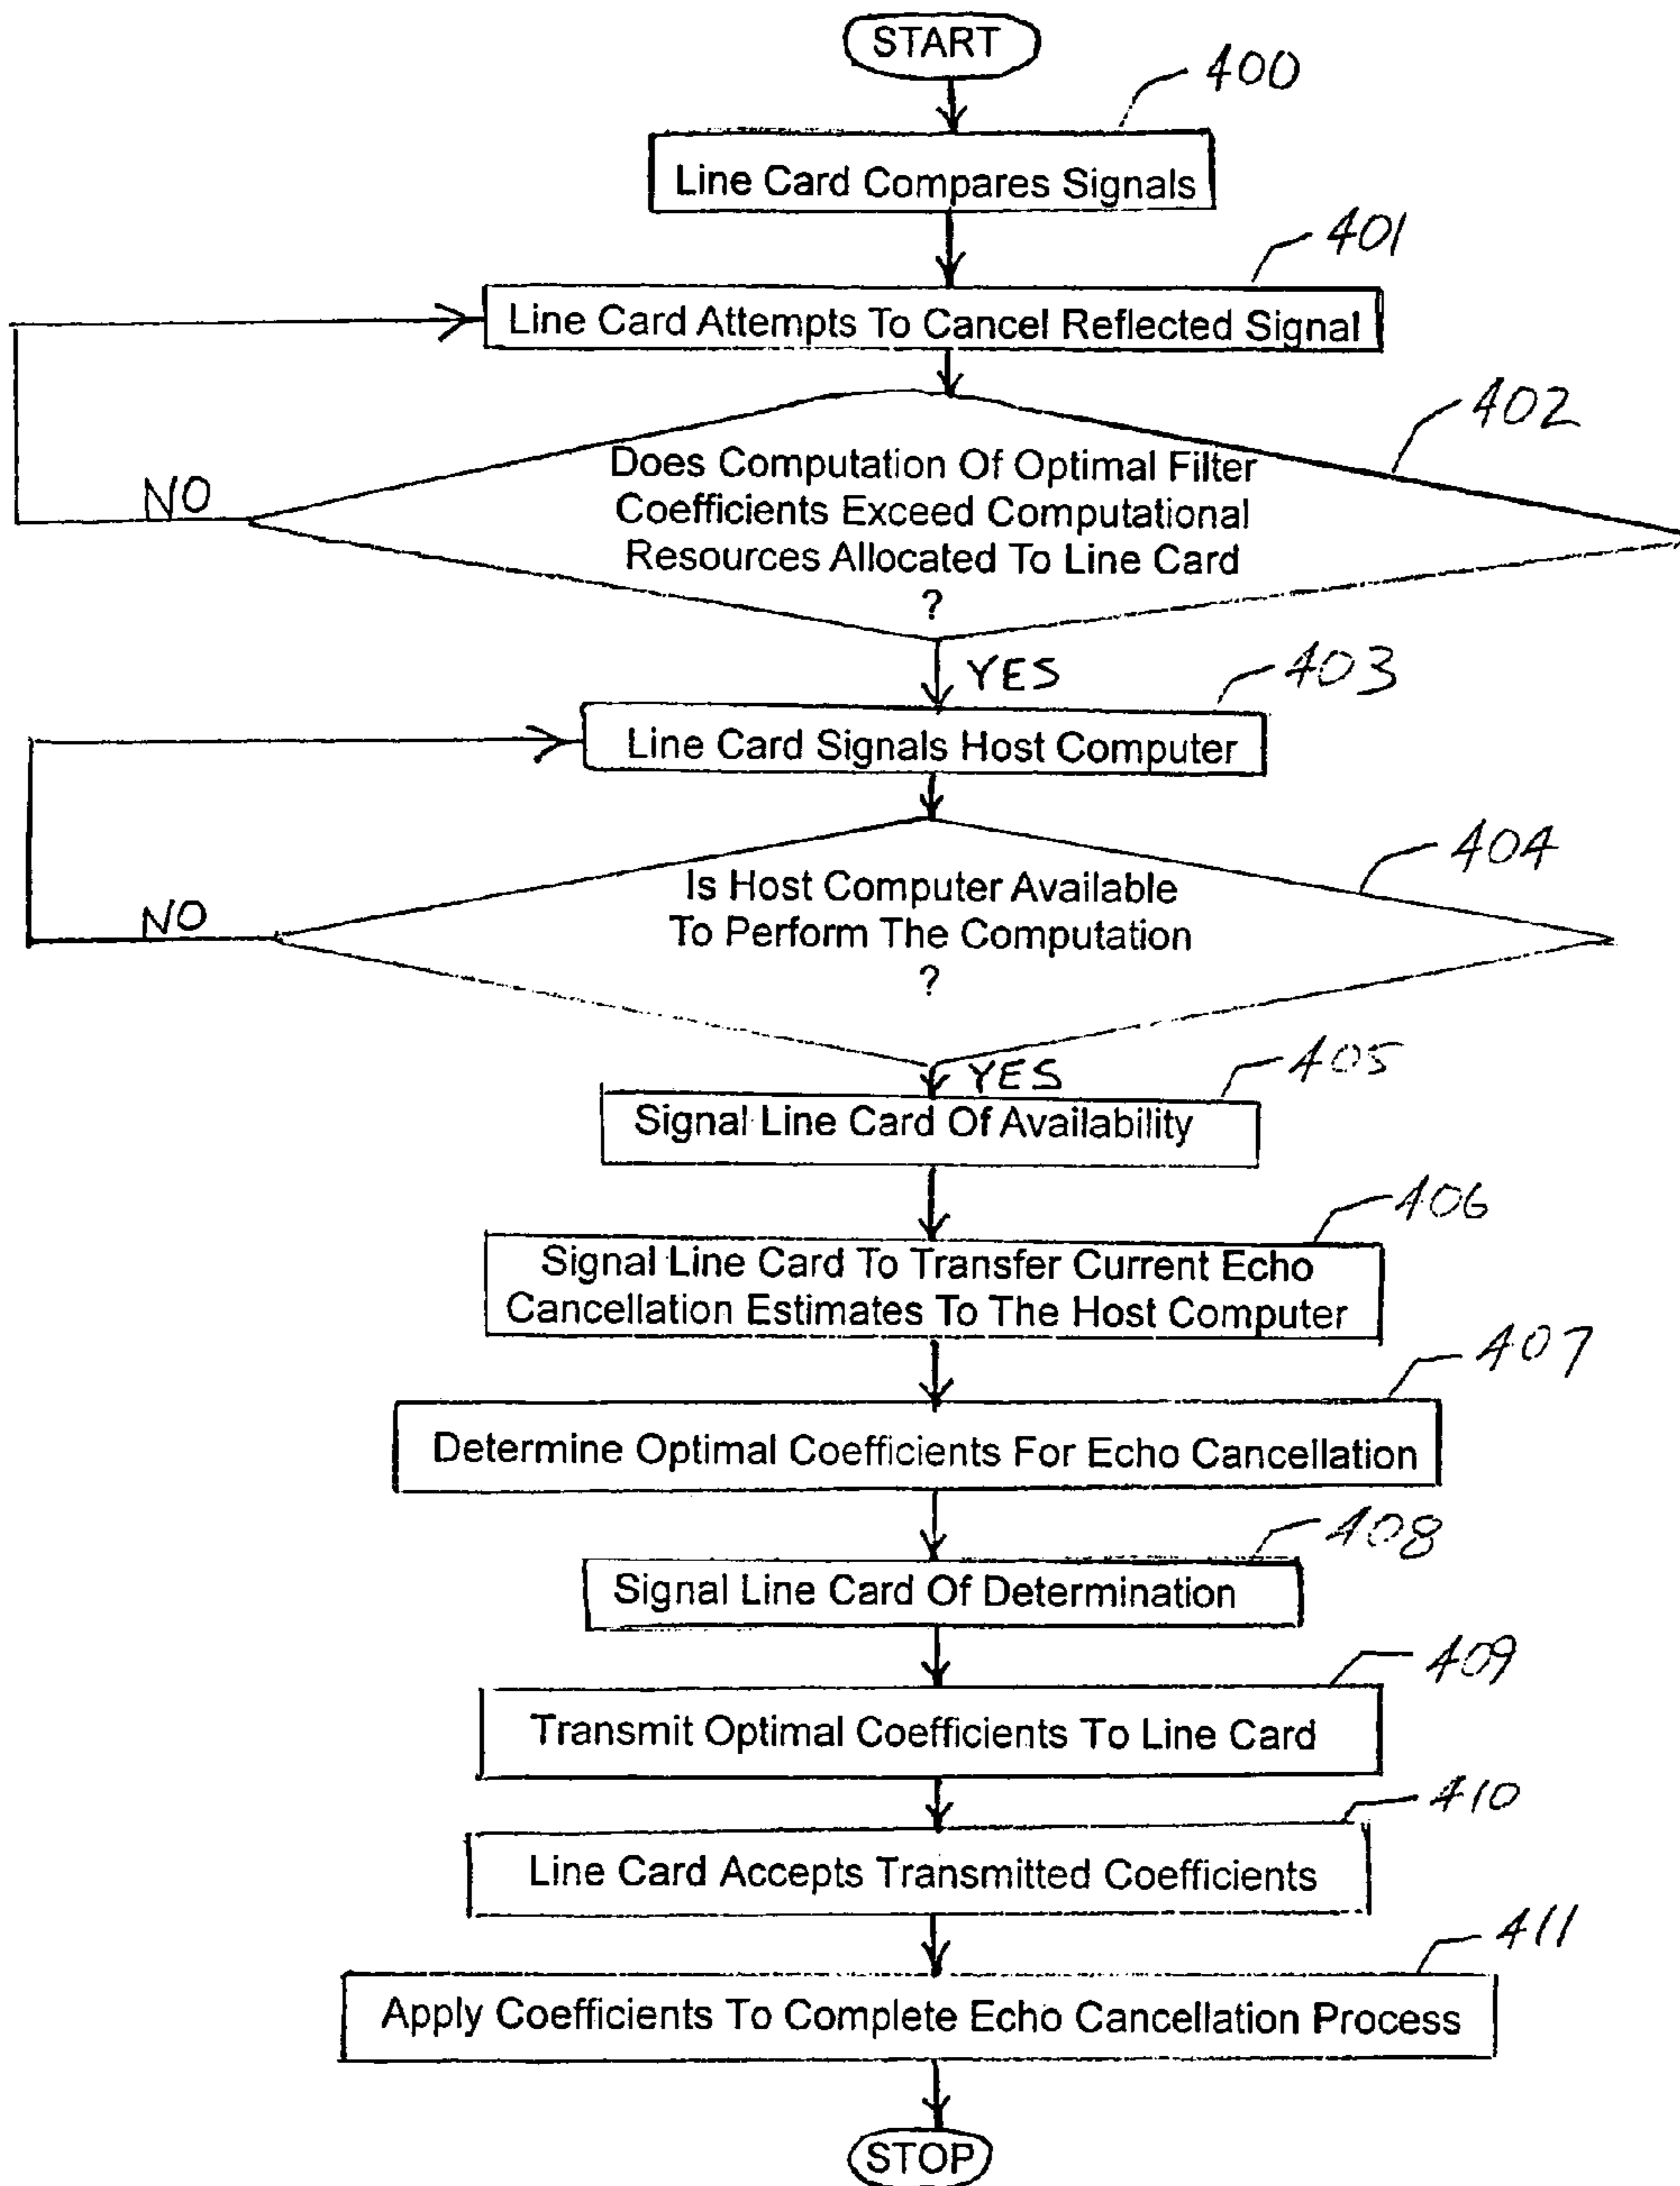 START
400
Line Card Compares Signals
401
Line Card Attempts To Cancel Reflected Signal
402
Does Computation Of Optimal Filter
Coefficients Exceed Computational
Resources Allocated To Line Card
?
NO
YES
403
Line Card Signals Host Computer
404
Is Host Computer Available
To Perform The Computation
?
NO
YES
405
Signal Line Card Of Availability
406
Signal Line Card To Transfer Current Echo
Cancellation Estimates To The Host Computer
407
Determine Optimal Coefficients For Echo Cancellation
408
Signal Line Card Of Determination
409
Transmit Optimal Coefficients To Line Card
410
Line Card Accepts Transmitted Coefficients
411
Apply Coefficients To Complete Echo Cancellation Process
STOP